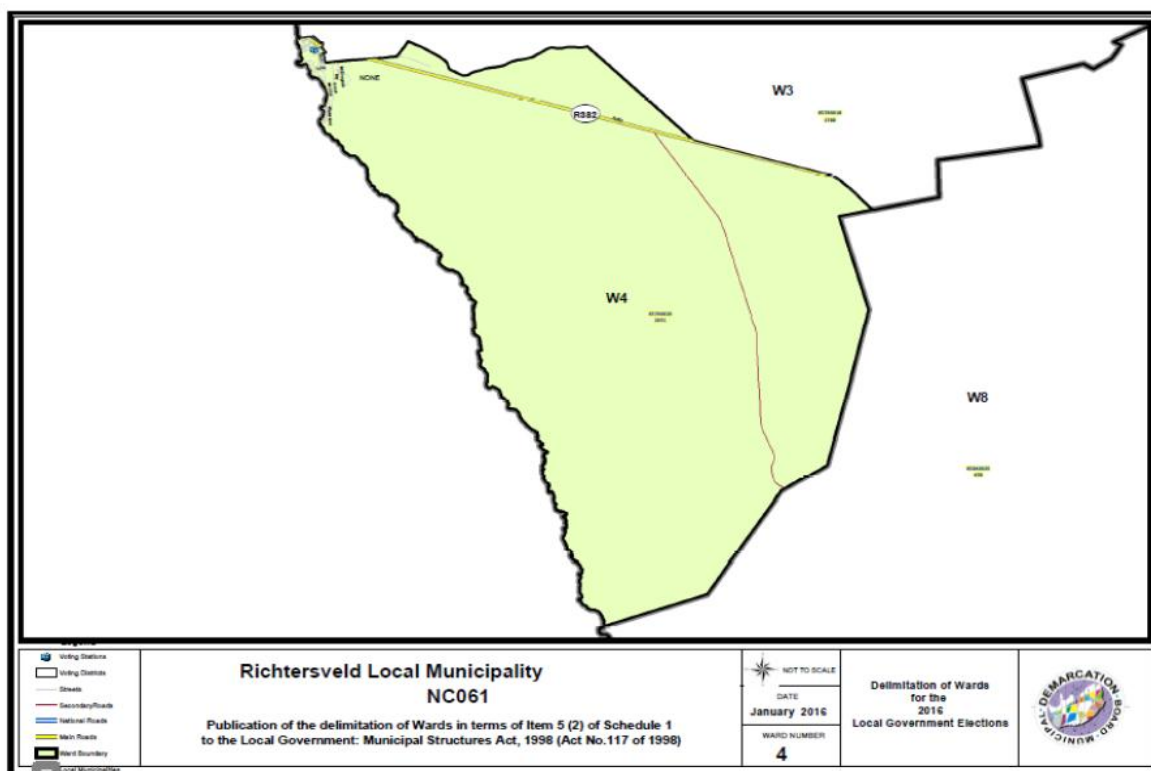 NONE
W3
R382
W4
W8
Voting Stations
Voting Districts
Streets
SecondaryRoads
National Roads
Main Roads
Ward Boundary
Local Municipalities
Richtersveld Local Municipality
NC061
Publication of the delimitation of Wards in terms of Item 5 (2) of Schedule 1
to the Local Government: Municipal Structures Act, 1998 (Act No.117 of 1998)
NOT TO SCALE
DATE
January 2016
WARD NUMBER
4
Delimitation of Wards
for the
2016
Local Government Elections
MUNICIPAL DEMARCATION BOARD